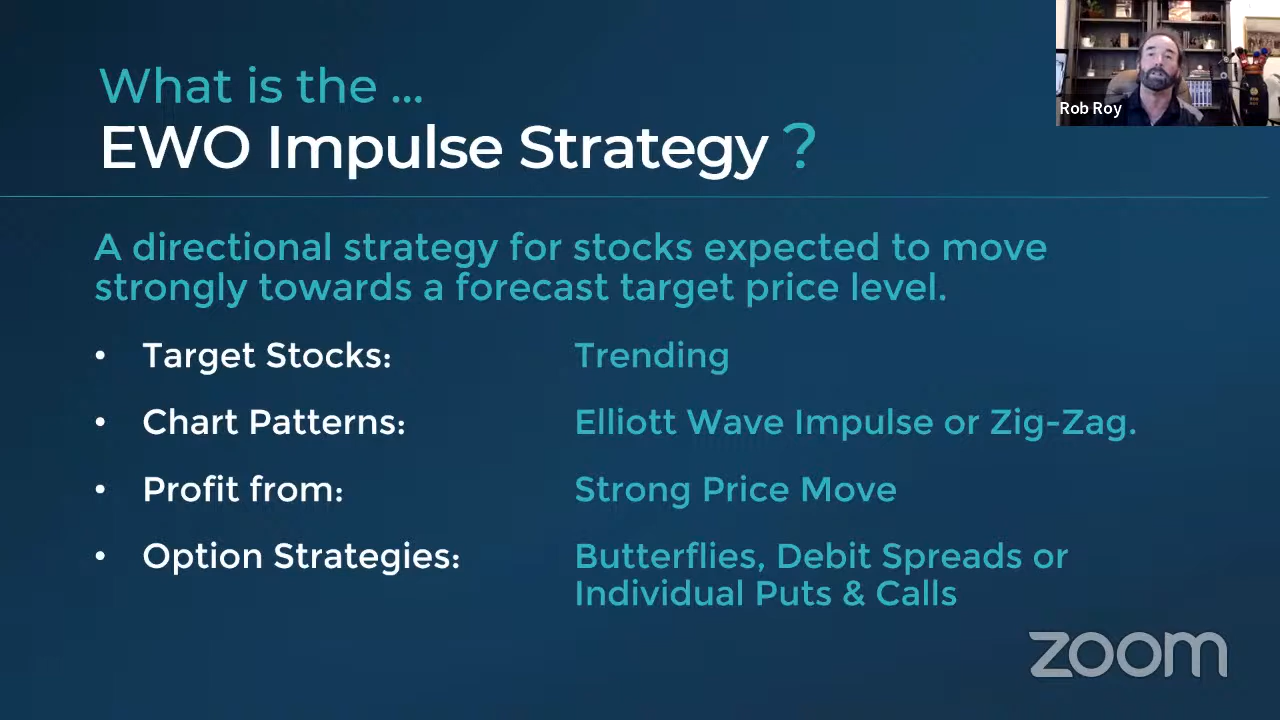 What is the ...
EWO Impulse Strategy ?
Rob Roy
A directional strategy for stocks expected to move
strongly towards a forecast target price level.
• Target Stocks: Trending
• Chart Patterns: Elliott Wave Impulse or Zig-Zag.
• Profit from: Strong Price Move
• Option Strategies: Butterflies, Debit Spreads or
Individual Puts & Calls
zoom